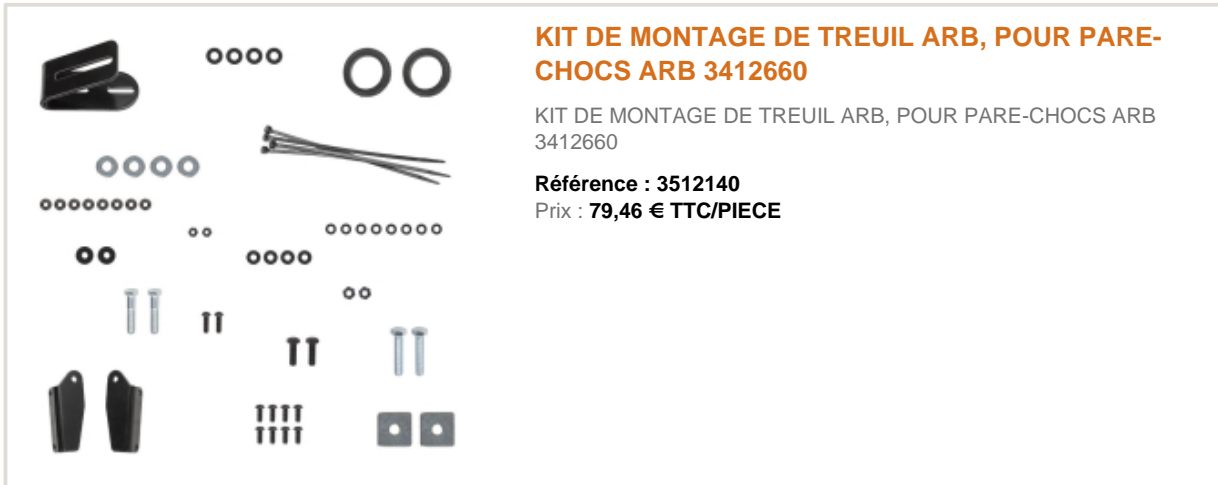 KIT DE MONTAGE DE TREUIL ARB, POUR PARE-
CHOCS ARB 3412660
KIT DE MONTAGE DE TREUIL ARB, POUR PARE-CHOCS ARB
3412660
Référence : 3512140
Prix : 79,46 € TTC/PIECE